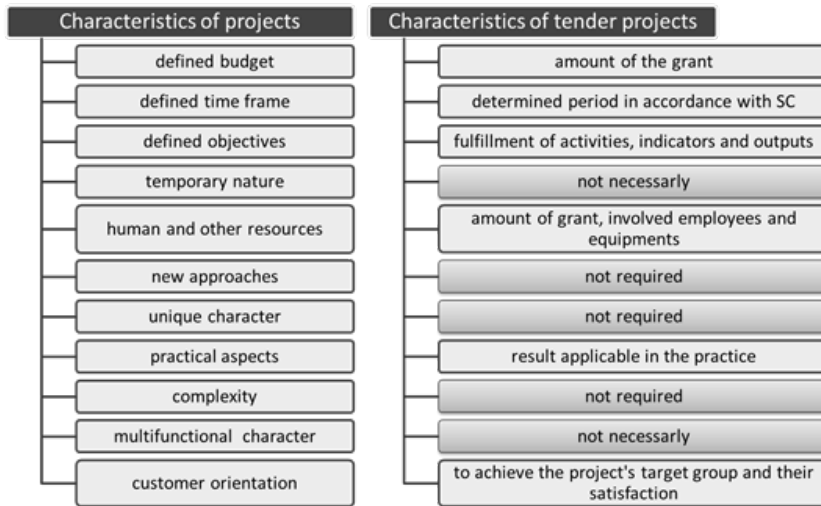 Characteristics of projects
defined budget
defined time frame
defined objectives
temporary nature
human and other resources
new approaches
unique character
practical aspects
complexity
multifunctional character
customer orientation
Characteristics of tender projects
amount of the grant
determined period in accordance with SC
fulfillment of activities, indicators and outputs
not necessarly
amount of grant, involved employees and
equipments
not required
not required
result applicable in the practice
not required
not necessarly
to achieve the project's target group and their
satisfaction